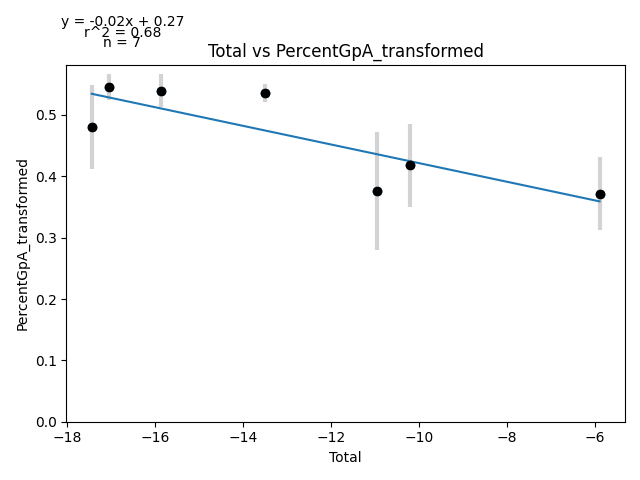 y = -0.02x + 0.27
r^2 = 0.68
n = 7
Total vs PercentGpA_transformed
PercentGpA_transformed
0.5
0.4
0.3
0.2
0.1
0.0
−18
−16
−14
−12
−10
−8
−6
Total